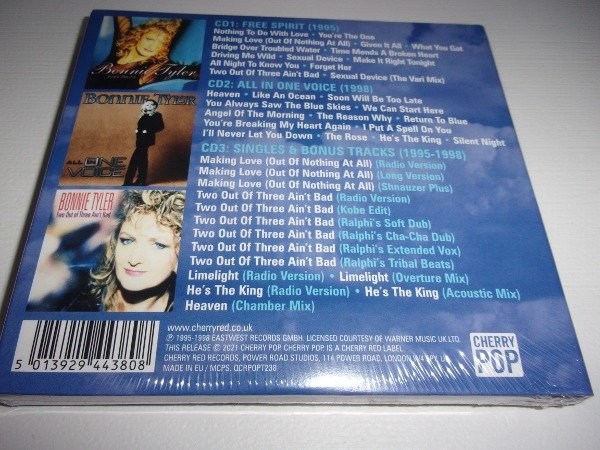 Bonnie Tyler
BONNIE TYLER
ALL IN ONE
VOICE
BONNIE TYLER
Two Out of Three Ain't Bad
CD1: FREE SPIRIT (1995)
Nothing To Do With Love • You're The One
Making Love (Out Of Nothing At All) • Given It All • What You Got
Bridge Over Troubled Water • Time Mends A Broken Heart
Driving Me Wild • Sexual Device • Make It Right Tonight
All Night To Know You • Forget Her
Two Out Of Three Ain't Bad • Sexual Device (The Vari Mix)
CD2: ALL IN ONE VOICE (1998)
Heaven • Like An Ocean • Soon Will Be Too Late
You Always Saw The Blue Skies • We Can Start Here
Angel Of The Morning • The Reason Why • Return To Blue
You're Breaking My Heart Again • I Put A Spell On You
I'll Never Let You Down • The Rose • He's The King • Silent Night
CD3: SINGLES & BONUS TRACKS (1995-1998)
Making Love (Out Of Nothing At All) (Radio Version)
Making Love (Out Of Nothing At All) (Long Version)
Making Love (Out Of Nothing At All) (Shnauzer Plus)
Two Out Of Three Ain't Bad (Radio Version)
Two Out Of Three Ain't Bad (Kobe Edit)
Two Out Of Three Ain't Bad (Ralphi's Soft Dub)
Two Out Of Three Ain't Bad (Ralphi's Cha-Cha Dub)
Two Out Of Three Ain't Bad (Ralphi's Extended Vox)
Two Out Of Three Ain't Bad (Ralphi's Tribal Beats)
Limelight (Radio Version) • Limelight (Overture Mix)
He's The King (Radio Version) • He's The King (Acoustic Mix)
Heaven (Chamber Mix)
5 013929 443808
www.cherryred.co.uk
℗ 1995-1998 EASTWEST RECORDS GMBH. LICENSED COURTESY OF WARNER MUSIC UK LTD.
THIS RELEASE © 2021 CHERRY POP. CHERRY POP IS A CHERRY RED LABEL
CHERRY RED RECORDS, POWER ROAD STUDIOS, 114 POWER ROAD, LONDON
MADE IN EU / MCPS. QCRPOPT238
CHERRY
POP